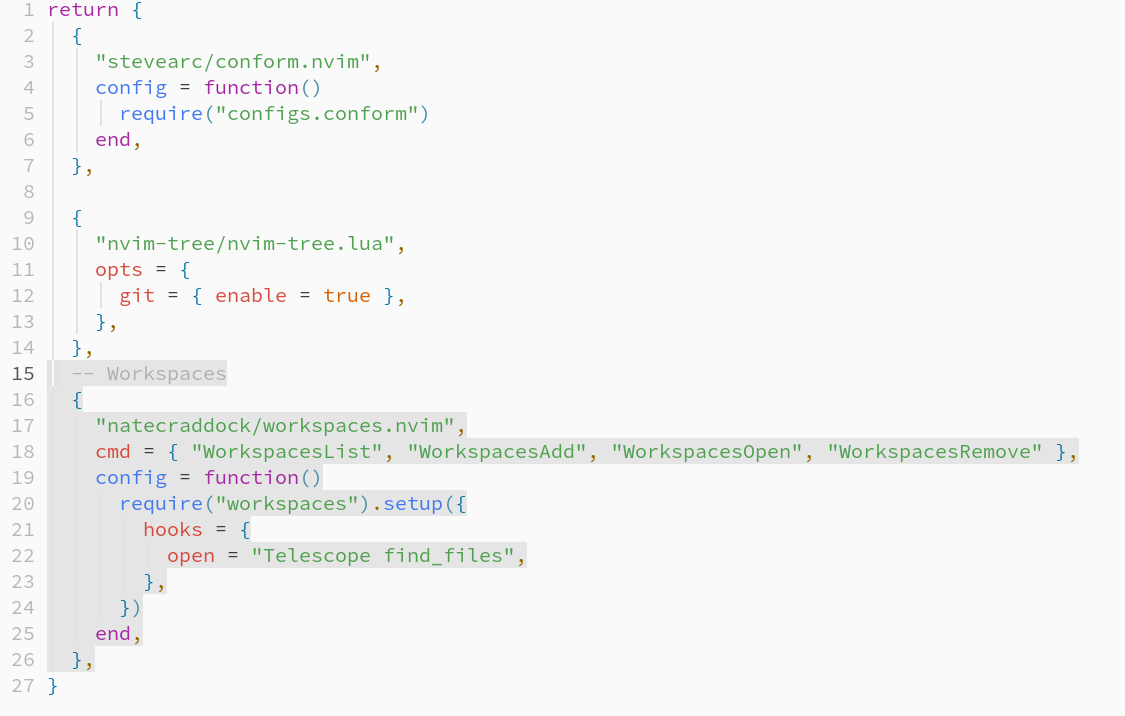 1 return {
2   {
3     "stevearc/conform.nvim",
4     config = function()
5       require("configs.conform")
6     end,
7   },
8
9   {
10     "nvim-tree/nvim-tree.lua",
11     opts = {
12       git = { enable = true },
13     },
14   },
15   -- Workspaces
16   {
17     "natecraddock/workspaces.nvim",
18     cmd = { "WorkspacesList", "WorkspacesAdd", "WorkspacesOpen", "WorkspacesRemove" },
19     config = function()
20       require("workspaces").setup({
21         hooks = {
22           open = "Telescope find_files",
23         },
24       })
25     end,
26   },
27 }